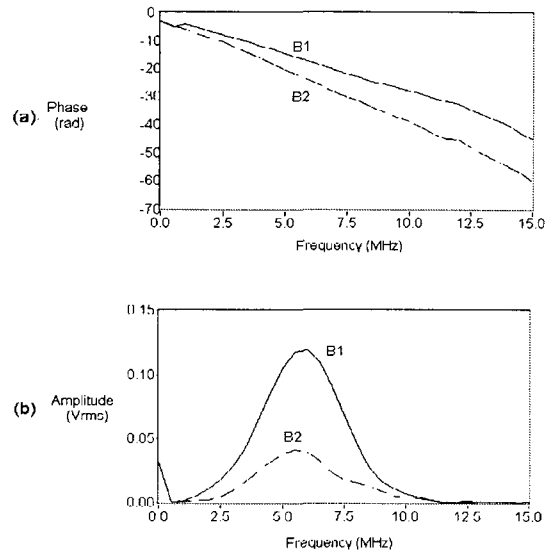 0
-10
-20
-30
-40
-50
-60
-70
(a) Phase
(rad)
B1
B2
0.0 2.5 5.0 7.5 10.0 12.5 15.0
Frequency (MHz)
0.15
0.10
0.05
0.00
(b) Amplitude
(Vrms)
B1
B2
0.0 2.5 5.0 7.5 10.0 12.5 15.0
Frequency (MHz)